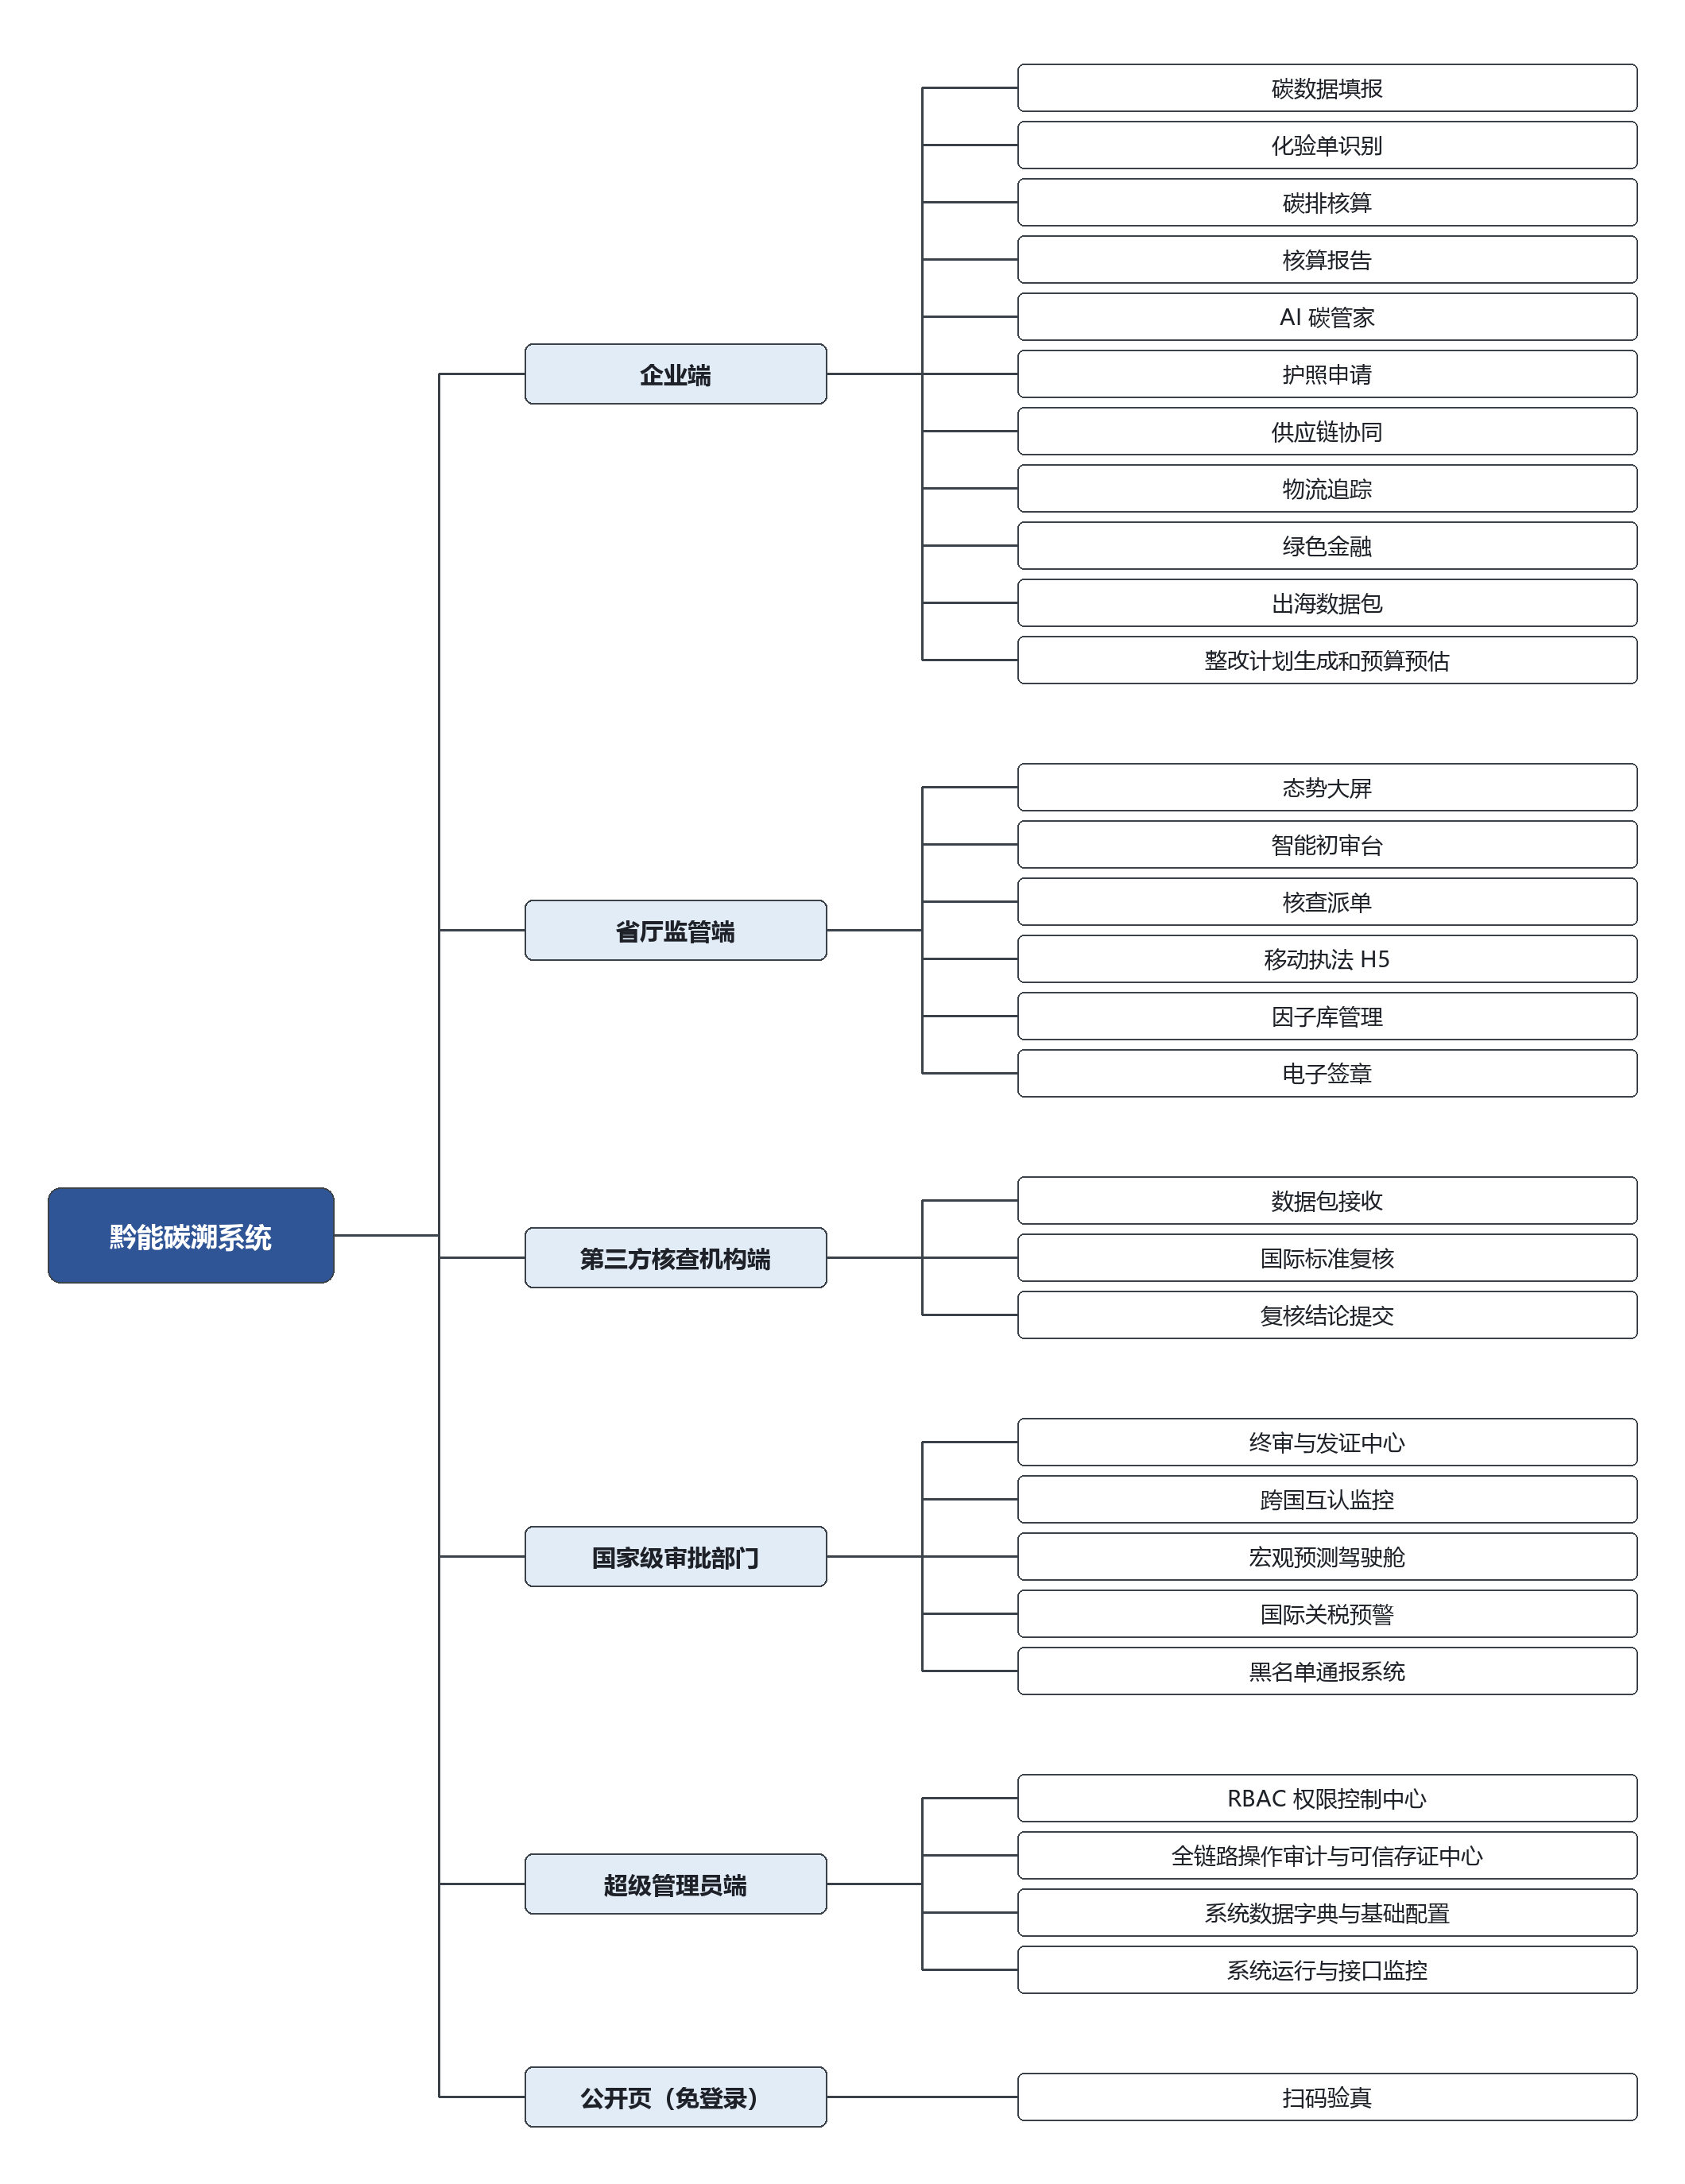 黔能碳溯系统
企业端
碳数据填报
化验单识别
碳排核算
核算报告
AI 碳管家
护照申请
供应链协同
物流追踪
绿色金融
出海数据包
整改计划生成和预算预估
省厅监管端
态势大屏
智能初审台
核查派单
移动执法 H5
因子库管理
电子签章
第三方核查机构端
数据包接收
国际标准复核
复核结论提交
国家级审批部门
终审与发证中心
跨国互认监控
宏观预测驾驶舱
国际关税预警
黑名单通报系统
超级管理员端
RBAC 权限控制中心
全链路操作审计与可信存证中心
系统数据字典与基础配置
系统运行与接口监控
公开页（免登录）
扫码验真